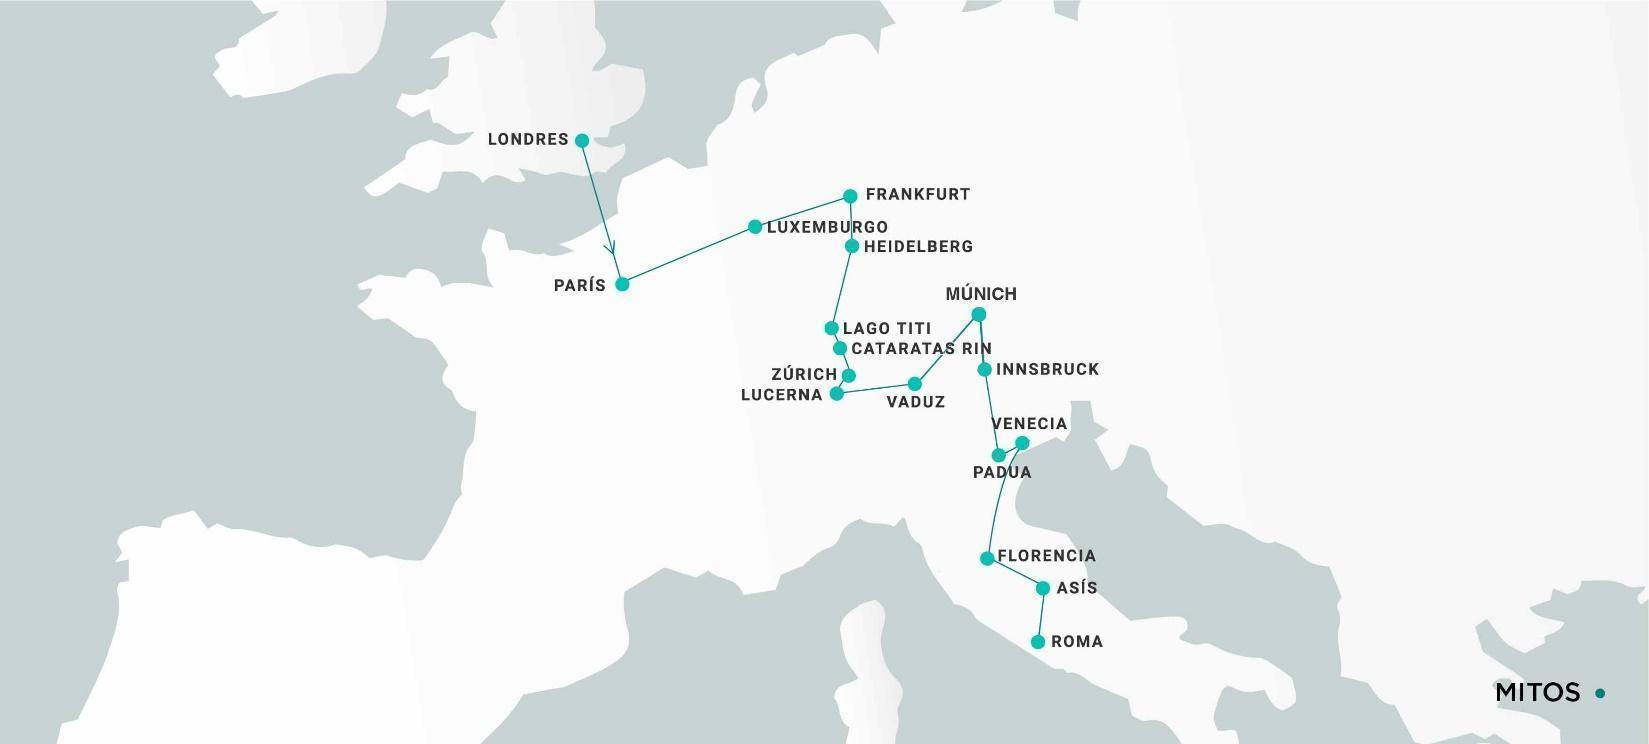 LONDRES
FRANKFURT
LUXEMBURGO
HEIDELBERG
PARÍS
MÚNICH
LAGO TITI
CATARATAS RIN
INNSBRUCK
ZÚRICH
LUCERNA
VADUZ
VENECIA
PADUA
FLORENCIA
ASÍS
ROMA
MITOS